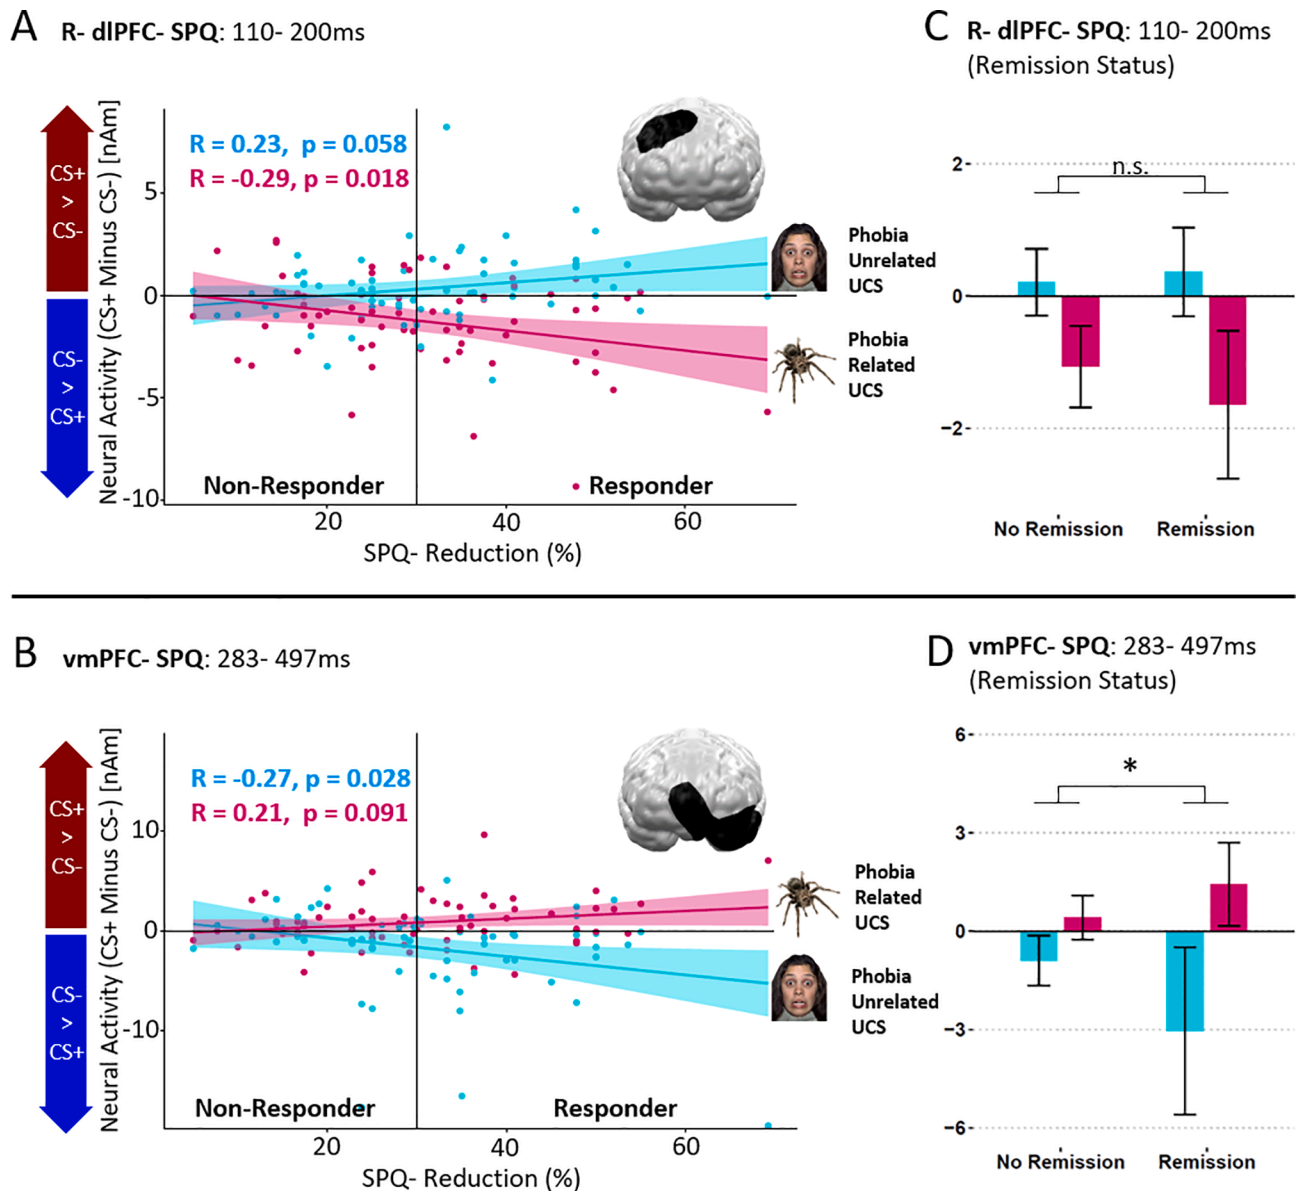 A R- dlPFC- SPQ: 110- 200ms
Neural Activity (CS+ Minus CS-) [nAm]
CS+
>
CS-
CS-
>
CS+
R = 0.23, p = 0.058
R = -0.29, p = 0.018
5
0
-5
-10
Non-Responder
Responder
20
40
60
SPQ- Reduction (%)
Phobia
Unrelated
UCS
Phobia
Related
UCS
C R- dlPFC- SPQ: 110- 200ms
(Remission Status)
2
n.s.
0
−2
No Remission
Remission
B vmPFC- SPQ: 283- 497ms
Neural Activity (CS+ Minus CS-) [nAm]
CS+
>
CS-
CS-
>
CS+
R = -0.27, p = 0.028
R = 0.21, p = 0.091
10
0
-10
Non-Responder
Responder
20
40
60
SPQ- Reduction (%)
Phobia
Related
UCS
Phobia
Unrelated
UCS
D vmPFC- SPQ: 283- 497ms
(Remission Status)
6
*
3
0
−3
−6
No Remission
Remission